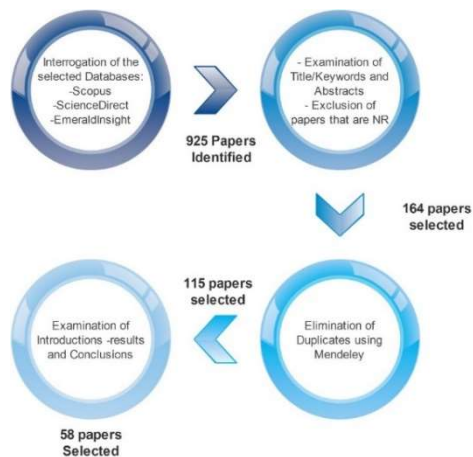 Interrogation of the
selected Databases:
-Scopus
-ScienceDirect
-EmeraldInsight
925 Papers
Identified
- Examination of
Title/Keywords and
Abstracts
- Exclusion of
papers that are NR
164 papers
selected
Elimination of
Duplicates using
Mendeley
115 papers
selected
Examination of
Introductions -results
and Conclusions
58 papers
Selected